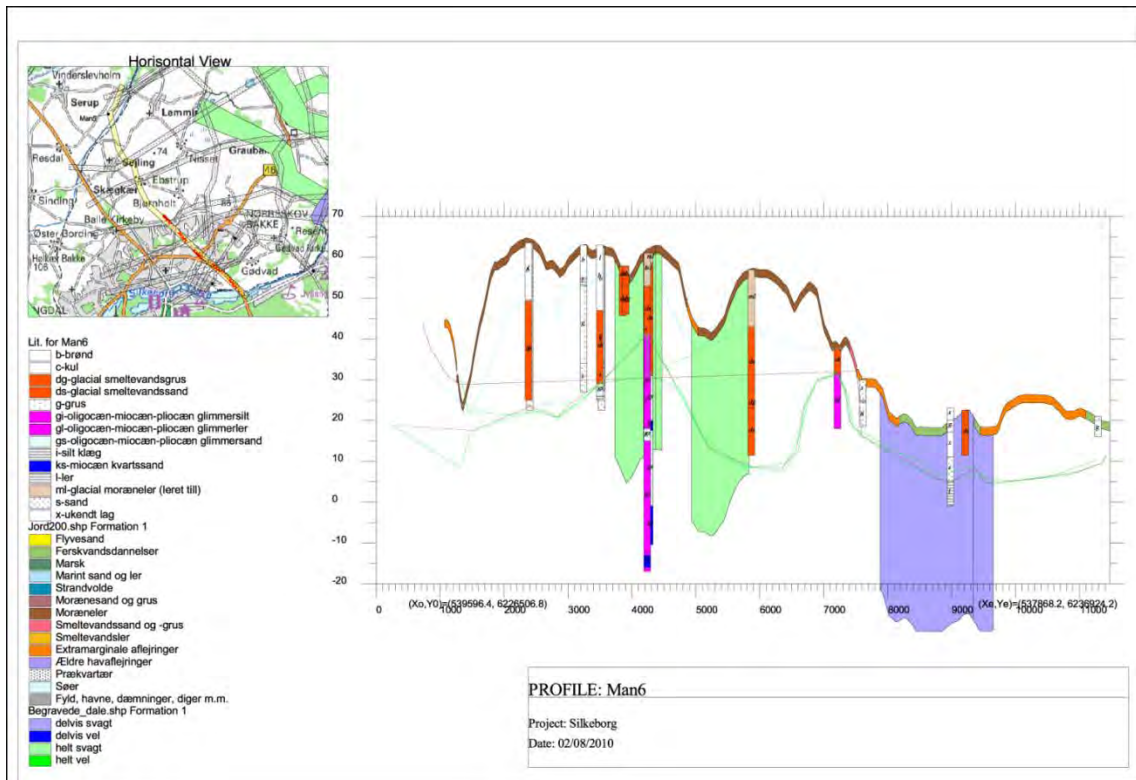 Horisontal View
Vinderslevholm
Serup
Man6
Lemmin
Røsdal
74
Grauba
Nisset
Sejling
Ebstrup
Skægkær
Sinding
Bjørnholt
Balle Kirkeby
Øster Bording
BAKKE
Gødvad
108
Lit. for Man6
b-brønd
c-kul
dg-glacial smeltevandsgrus
ds-glacial smeltevandssand
g-grus
gi-oligocæn-miocæn-pliocæn glimmersilt
gl-oligocæn-miocæn-pliocæn glimmerler
gs-oligocæn-miocæn-pliocæn glimmersand
i-silt klæg
ks-miocæn kvartssand
l-ler
ml-glacial moræneler (leret till)
s-sand
x-ukendt lag
Jord200.shp Formation 1
Flyvesand
Ferskvandsdannelser
Marsk
Marint sand og ler
Strandvolde
Morænesand og grus
Moræneler
Smeltevandssand og -grus
Smeltevandsler
Extramarginale aflejringer
Ældre havaflejringer
Prækvartær
Søer
Fyld, havne, dæmninger, diger m.m.
Begravede_dale.shp Formation 1
delvis svagt
delvis vel
helt svagt
helt vel
70
60
50
40
30
20
10
0
-10
-20
(Xo,Y0)=(539596.4, 6226506.8)
(Xe,Ye)=(537868.2, 6236924.2)
0 1000 2000 3000 4000 5000 6000 7000 8000 9000 10000 11000
PROFILE: Man6
Project: Silkeborg
Date: 02/08/2010